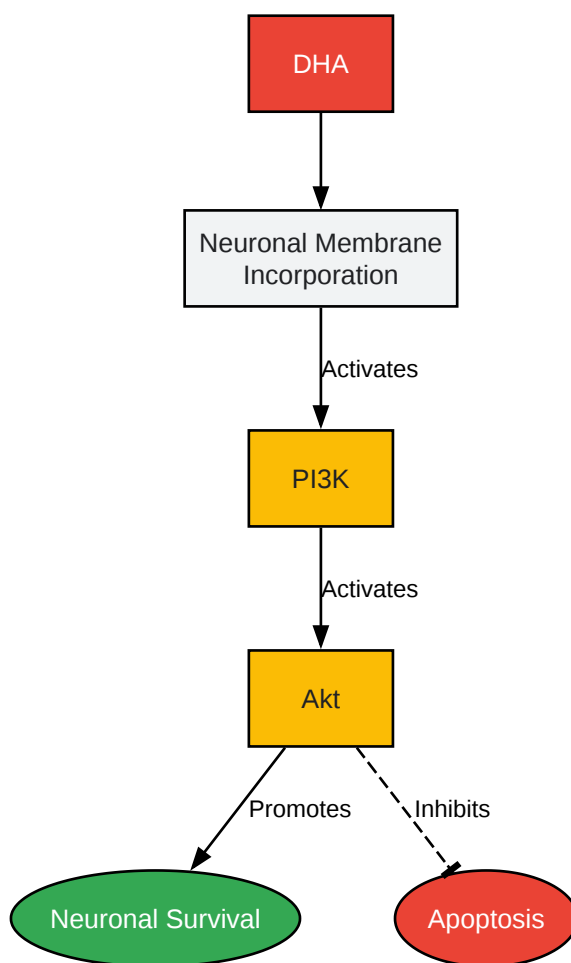 DHA
Neuronal Membrane
Incorporation
Activates
PI3K
Activates
Akt
Promotes
Inhibits
Neuronal Survival
Apoptosis